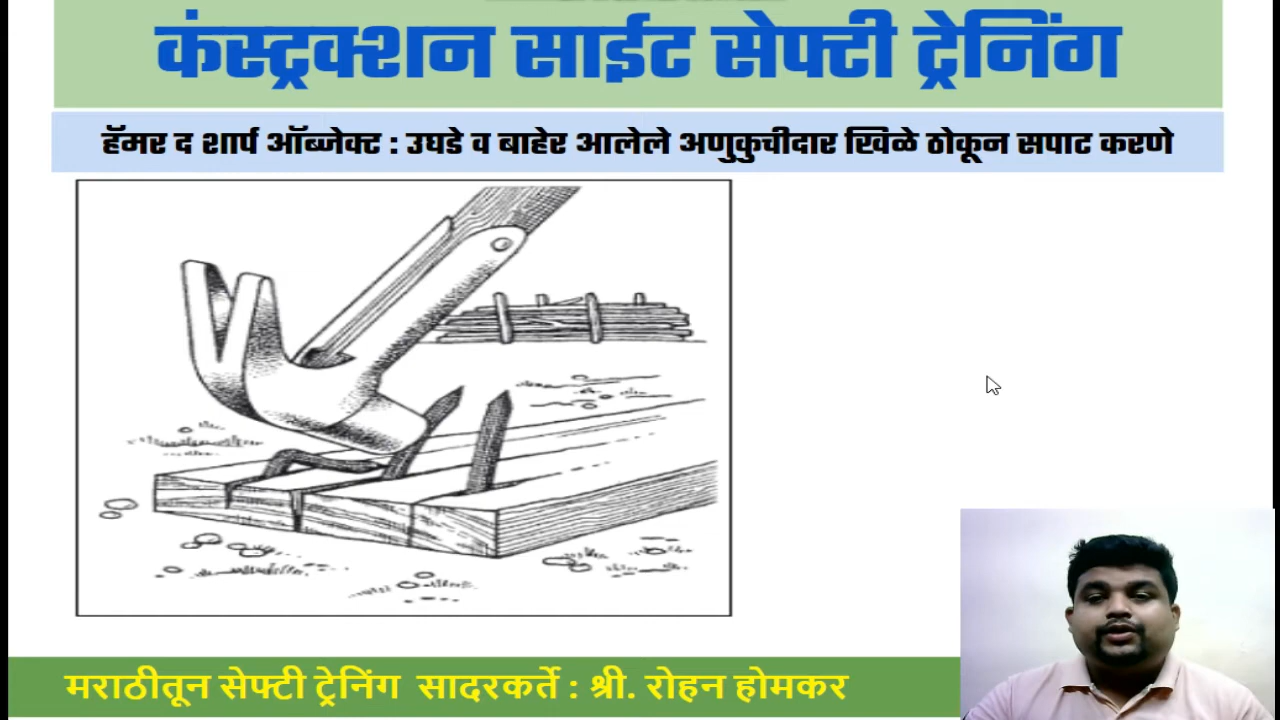 कंस्ट्रक्शन साईट सेफ्टी ट्रेनिंग
हॅमर द शार्प ऑब्जेक्ट : उघडे व बाहेर आलेले अणुकुचीदार खिळे ठोकून सपाट करणे
मराठीतून सेफ्टी ट्रेनिंग सादरकर्ते : श्री. रोहन होमकर